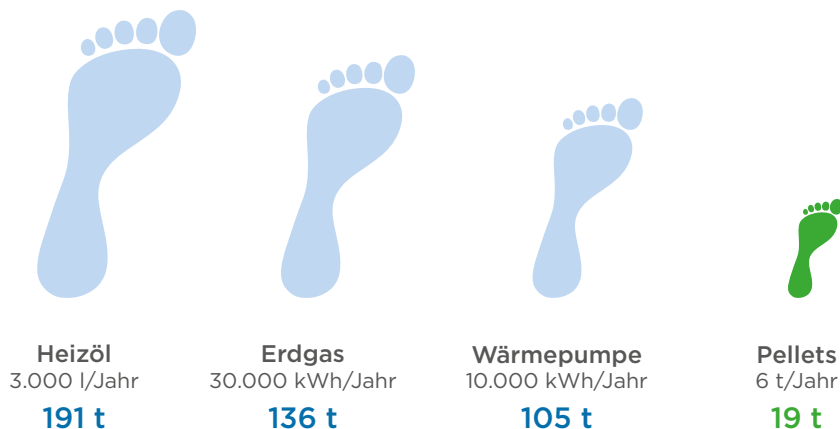 Heizöl
3.000 l/Jahr
191 t
Erdgas
30.000 kWh/Jahr
136 t
Wärmepumpe
10.000 kWh/Jahr
105 t
Pellets
6 t/Jahr
19 t